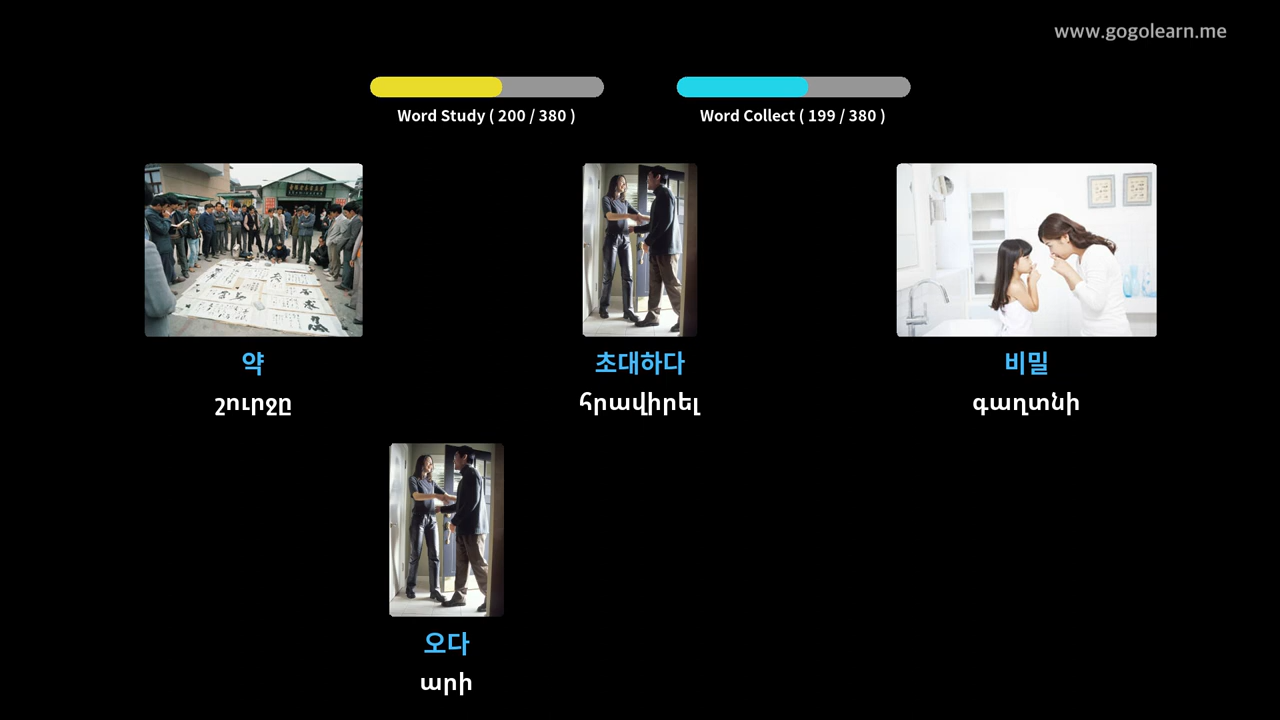 www.gogolearn.me
Word Study ( 200 / 380 )
Word Collect ( 199 / 380 )
약
շուրջը
초대하다
հրավիրել
비밀
գաղտնի
오다
արի